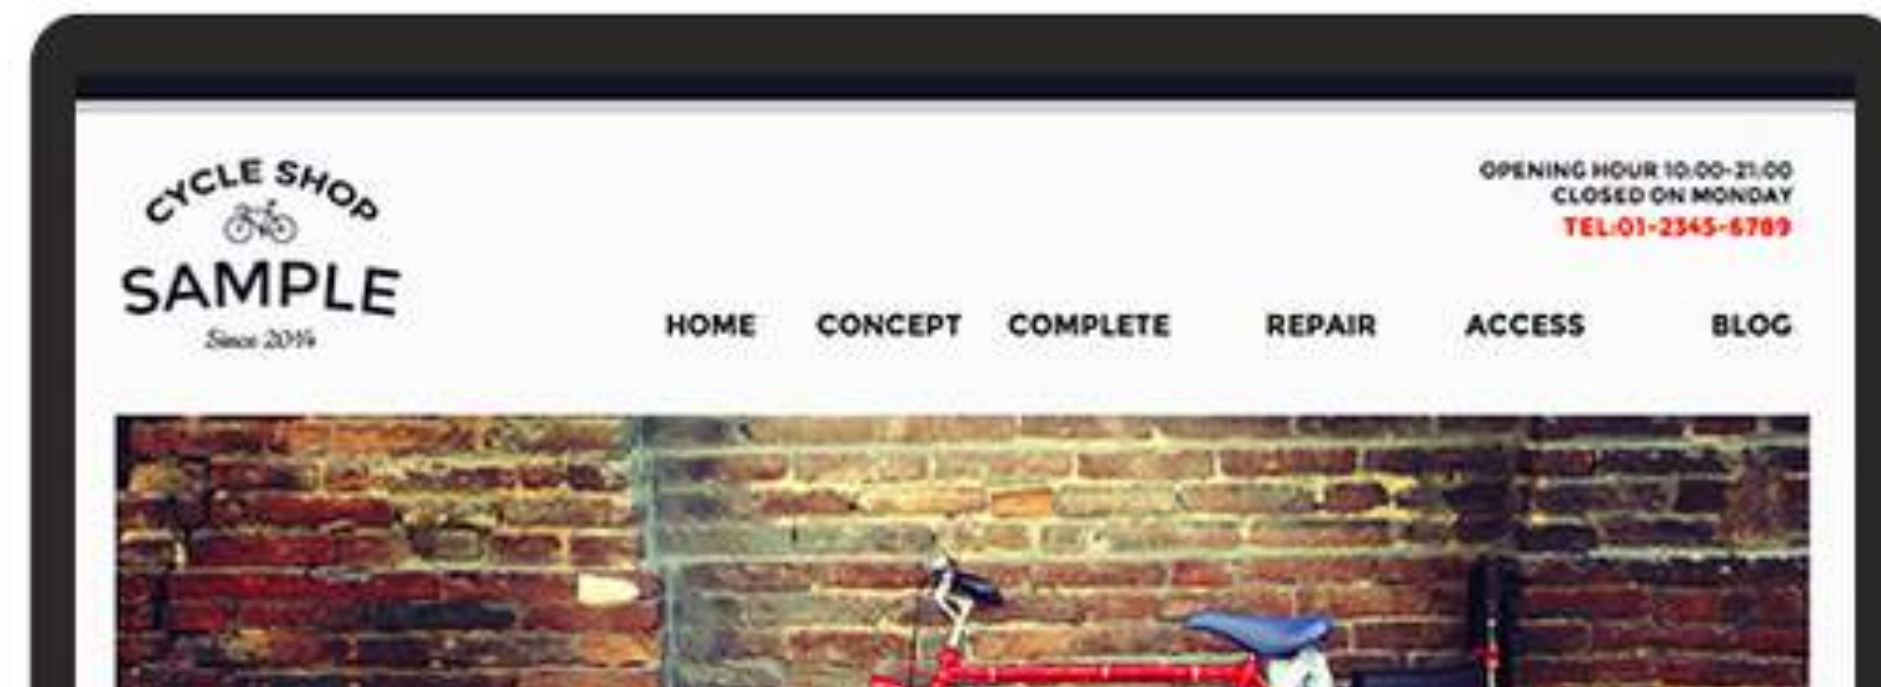 CYCLE SHOP
SAMPLE
Since 2014
OPENING HOUR 10:00-21:00
CLOSED ON MONDAY
TEL:01-2345-6789
HOME CONCEPT COMPLETE REPAIR ACCESS BLOG